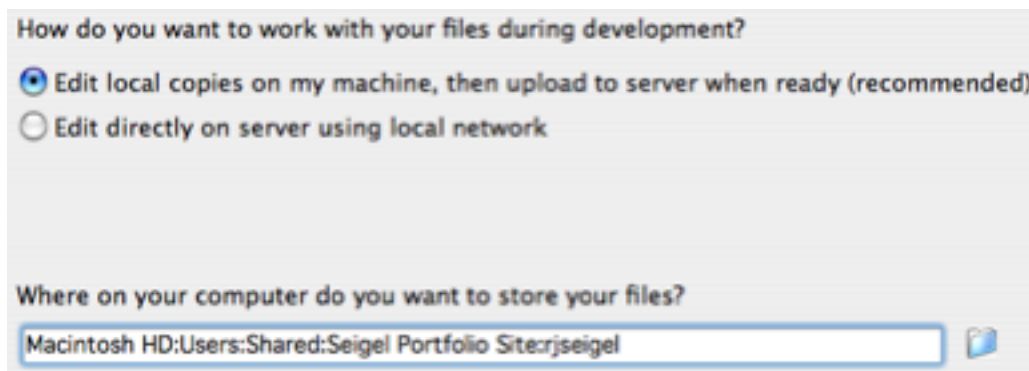 How do you want to work with your files during development?
Edit local copies on my machine, then upload to server when ready (recommended)
Edit directly on server using local network
Where on your computer do you want to store your files?
Macintosh HD:Users:Shared:Seigel Portfolio Site:rjseigel